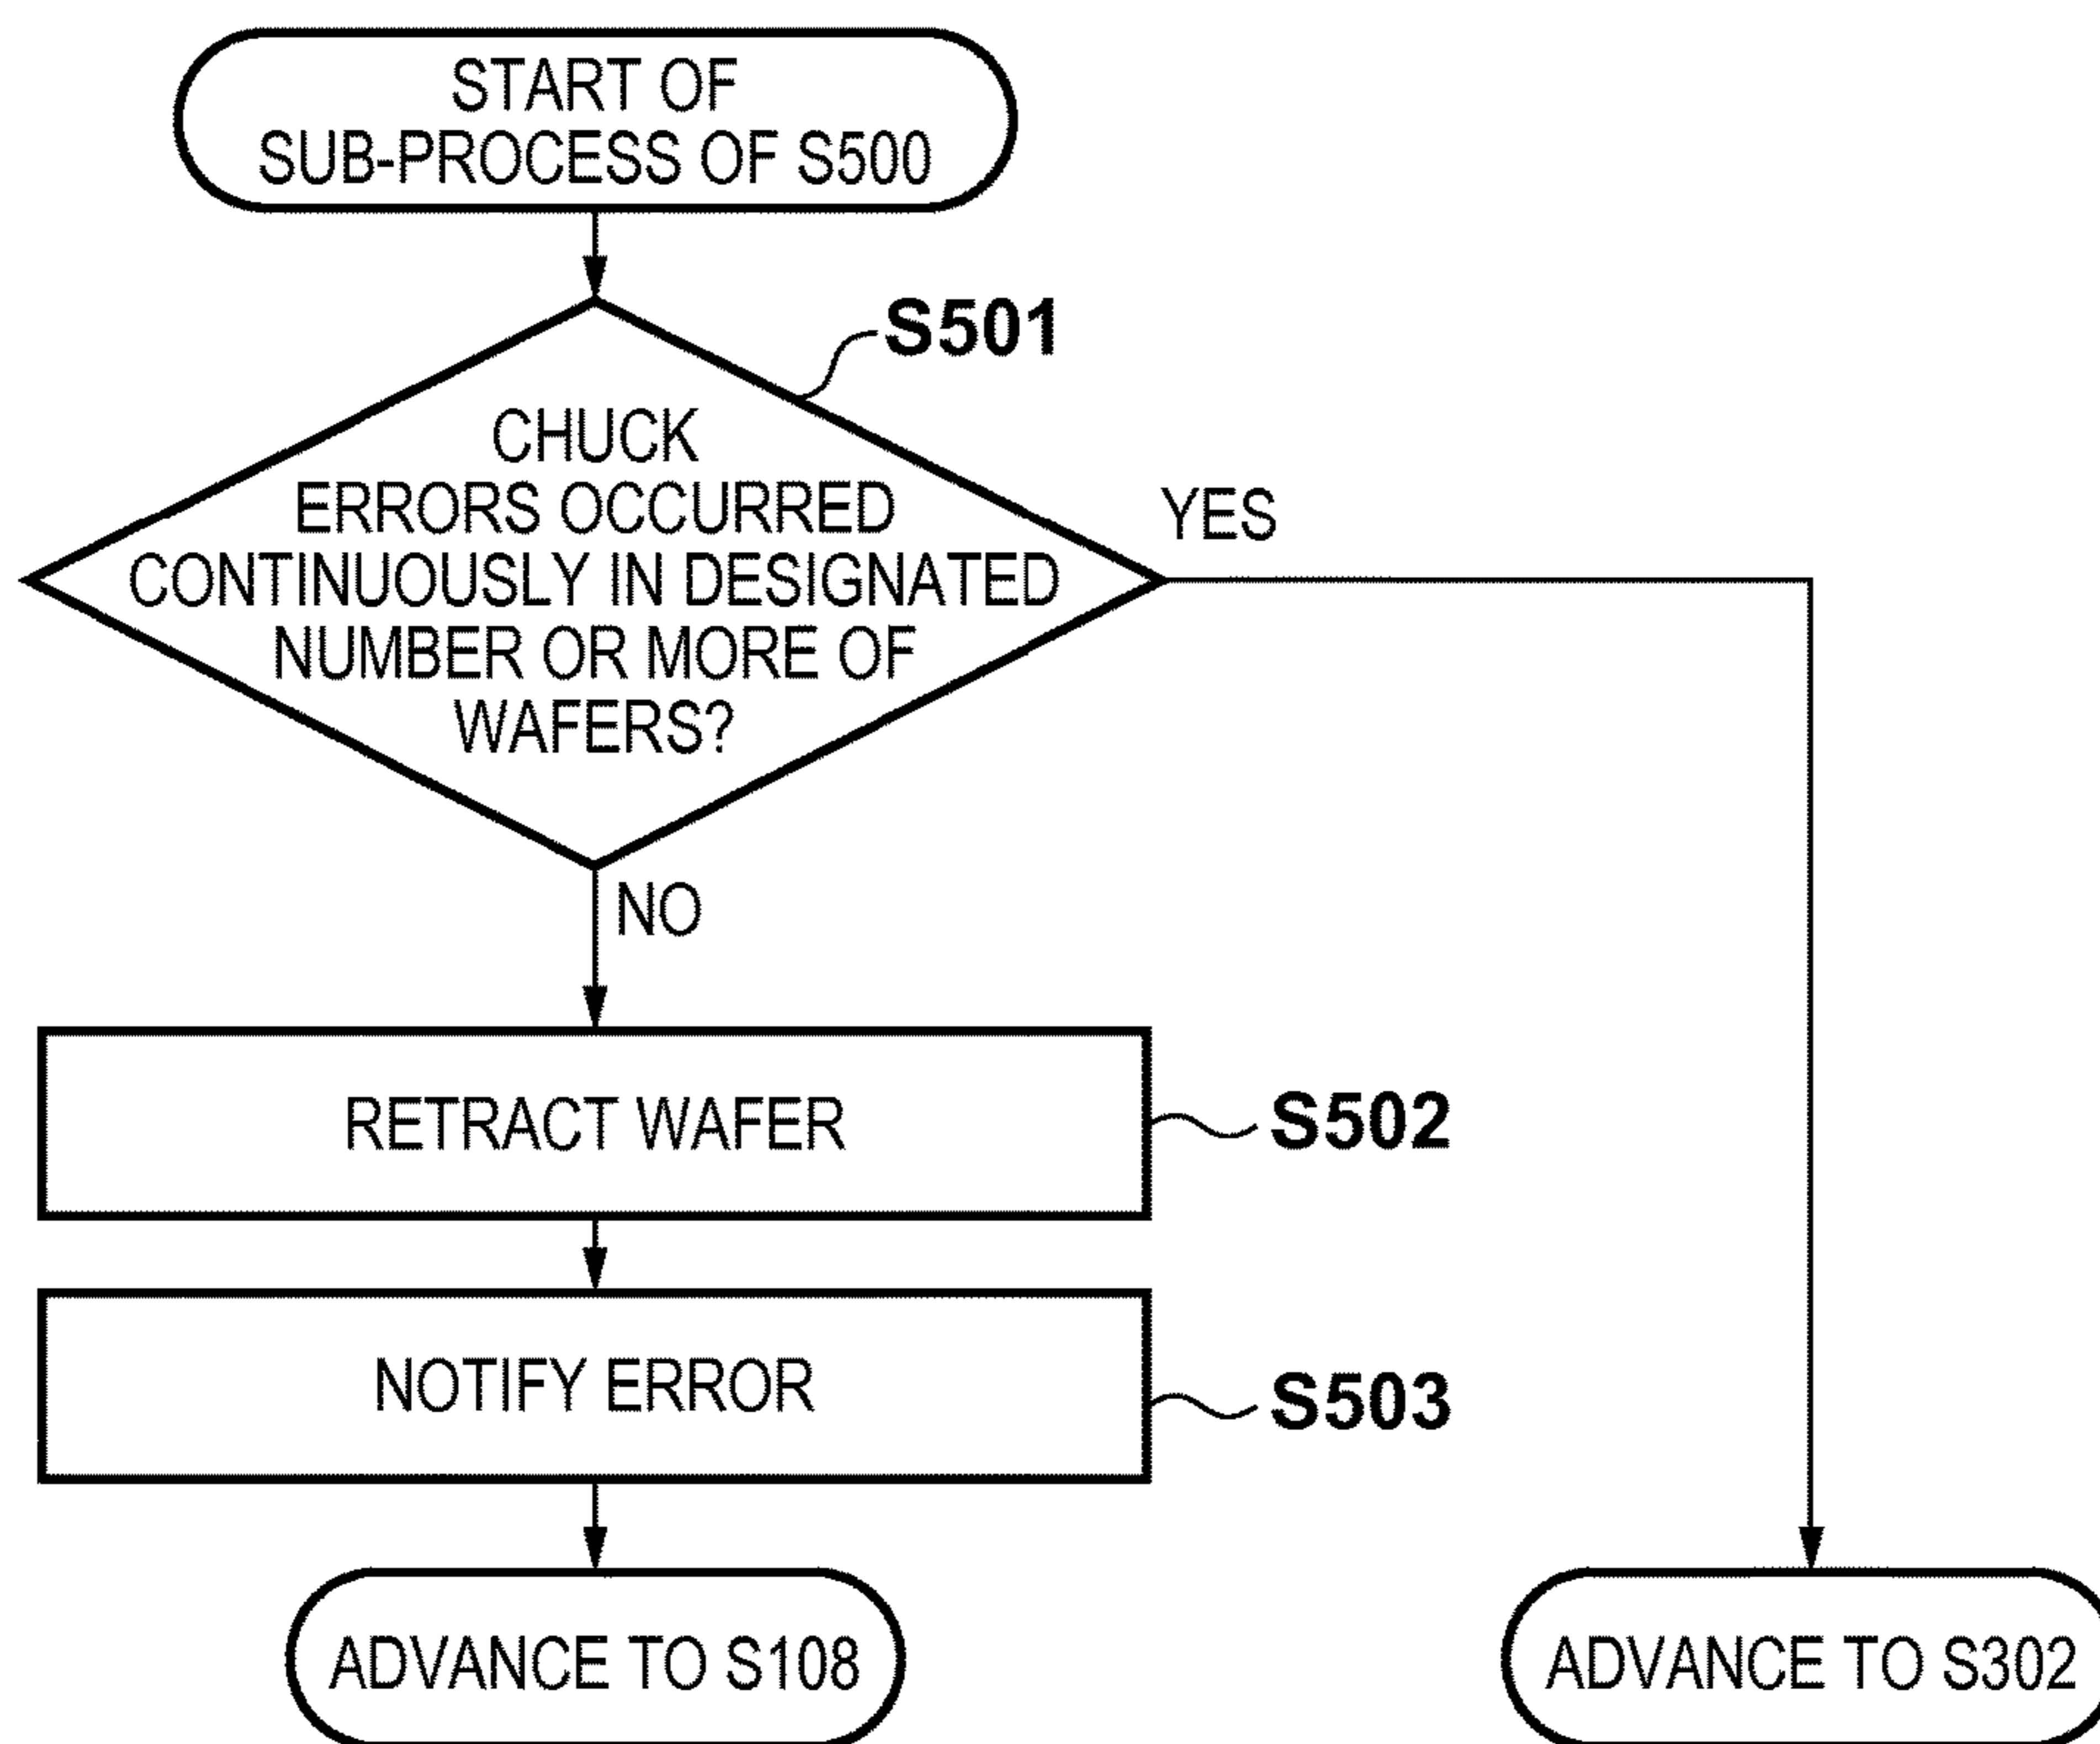 START OF
SUB-PROCESS OF S500
S501
CHUCK
ERRORS OCCURRED
CONTINUOUSLY IN DESIGNATED
NUMBER OR MORE OF
WAFERS?
YES
NO
RETRACT WAFER
S502
NOTIFY ERROR
S503
ADVANCE TO S108
ADVANCE TO S302